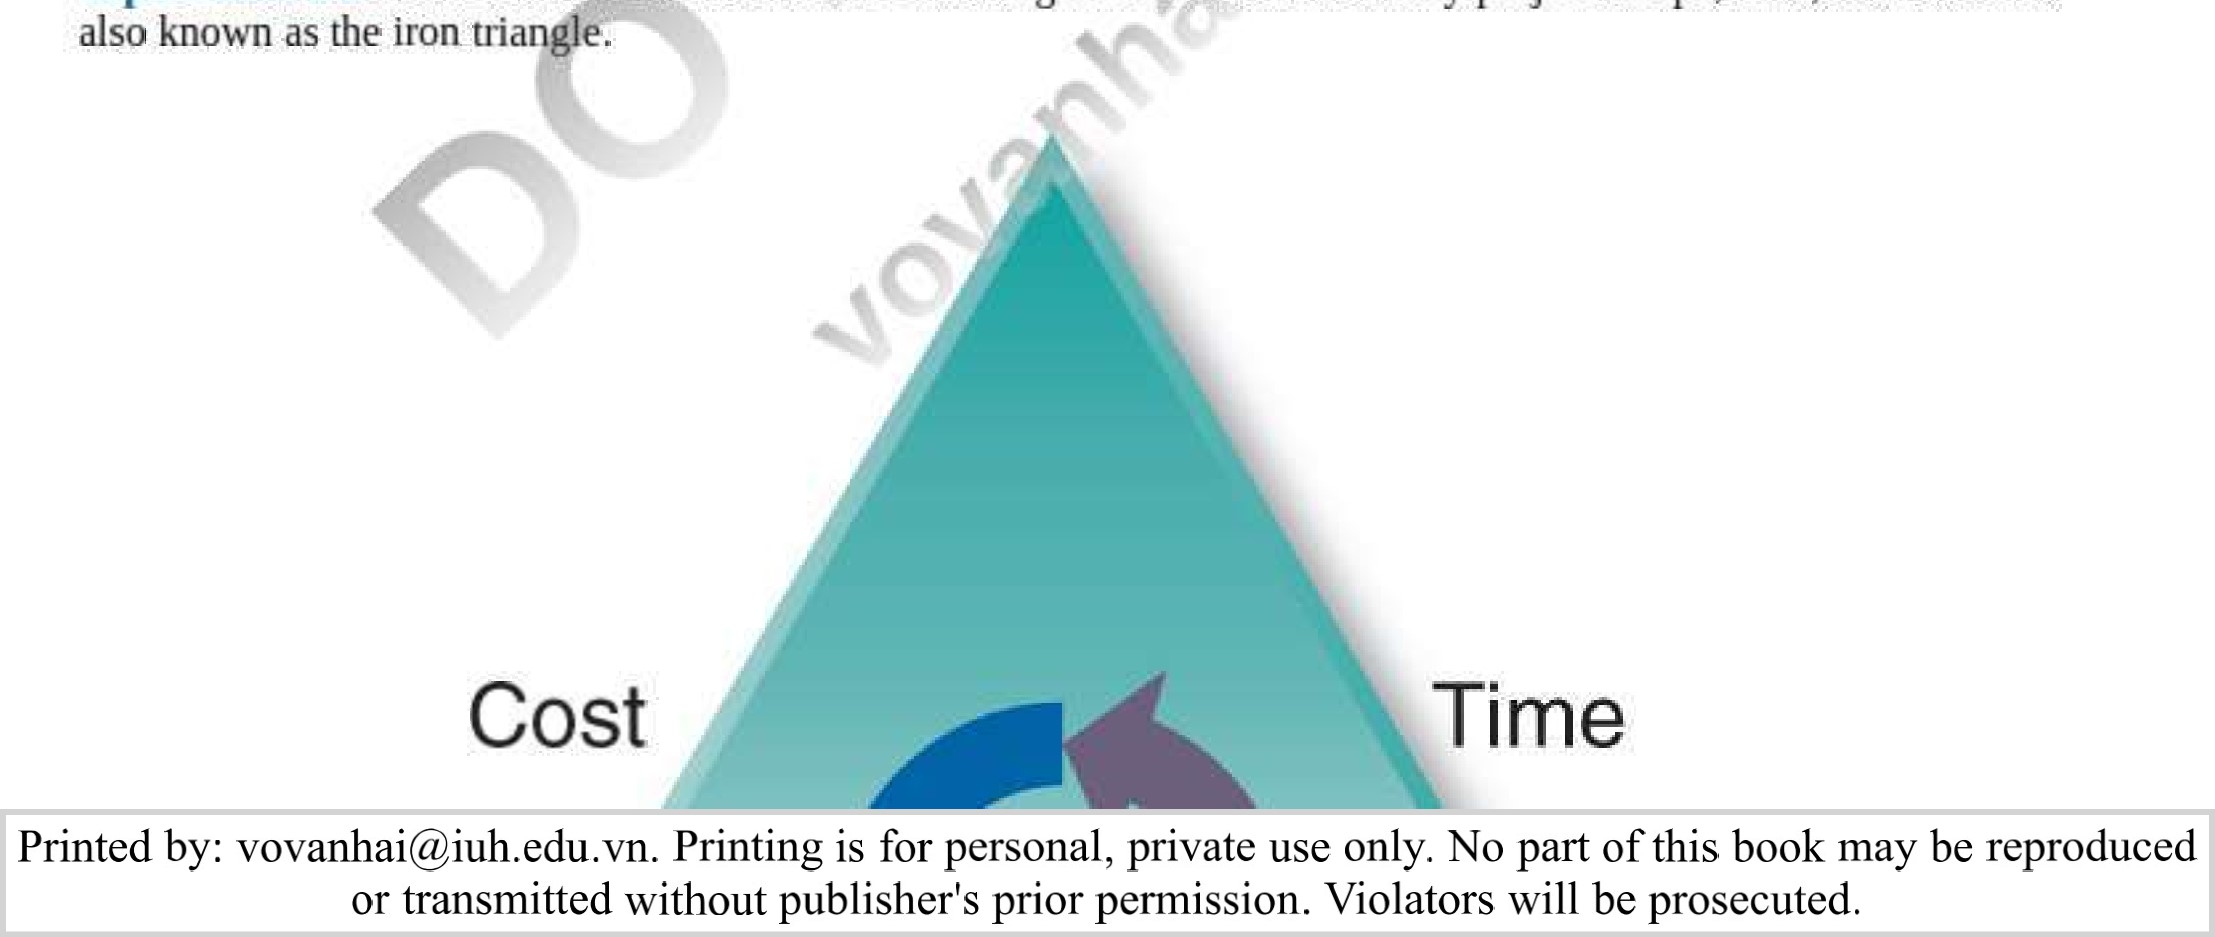 also known as the iron triangle.
DO
vovanha
Cost
Time
Printed by: vovanhai@iuh.edu.vn. Printing is for personal, private use only. No part of this book may be reproduced
or transmitted without publisher's prior permission. Violators will be prosecuted.